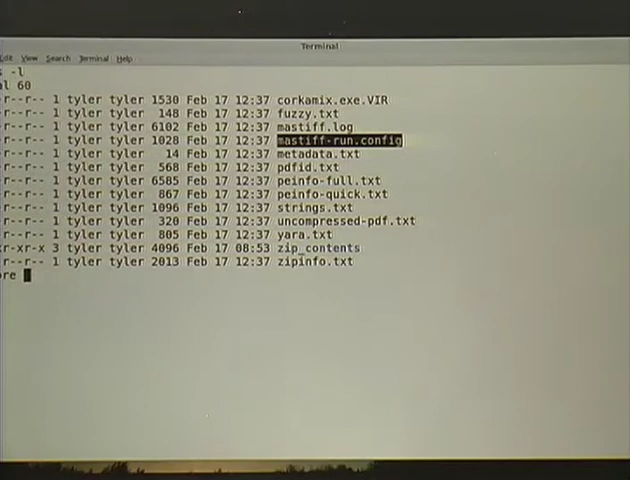 Terminal
Edit View Search Terminal Help
s -l
al 60
-r--r-- 1 tyler tyler 1530 Feb 17 12:37 corkamix.exe.VIR
-r--r-- 1 tyler tyler 148 Feb 17 12:37 fuzzy.txt
-r--r-- 1 tyler tyler 6102 Feb 17 12:37 mastiff.log
-r--r-- 1 tyler tyler 1028 Feb 17 12:37 mastiff-run.config
-r--r-- 1 tyler tyler 14 Feb 17 12:37 metadata.txt
-r--r-- 1 tyler tyler 568 Feb 17 12:37 pdfid.txt
-r--r-- 1 tyler tyler 6585 Feb 17 12:37 peinfo-full.txt
-r--r-- 1 tyler tyler 867 Feb 17 12:37 peinfo-quick.txt
-r--r-- 1 tyler tyler 1096 Feb 17 12:37 strings.txt
-r--r-- 1 tyler tyler 320 Feb 17 12:37 uncompressed-pdf.txt
-r--r-- 1 tyler tyler 805 Feb 17 12:37 yara.txt
xr-xr-x 3 tyler tyler 4096 Feb 17 08:53 zip_contents
-r--r-- 1 tyler tyler 2013 Feb 17 12:37 zipinfo.txt
ore